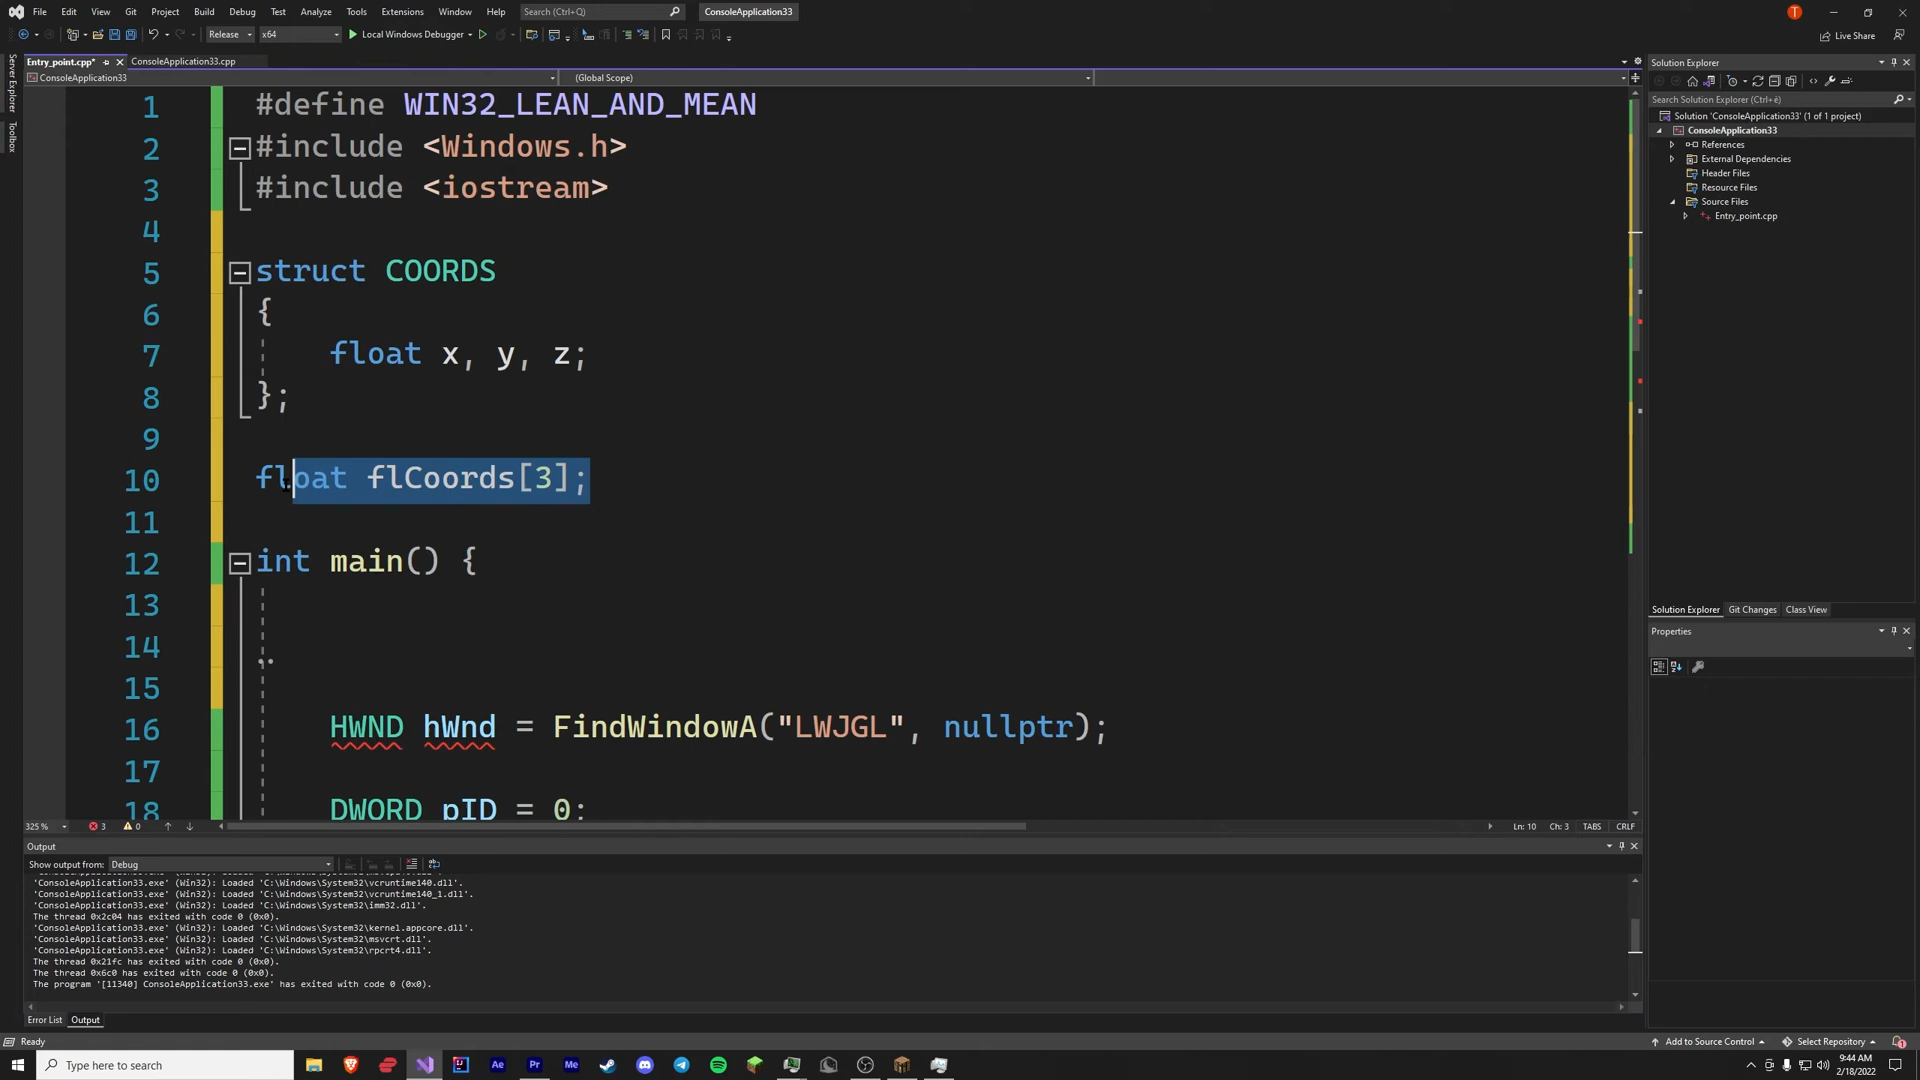 File Edit View Git Project Build Debug Test Analyze Tools Extensions Window Help Search (Ctrl+Q) ConsoleApplication33 T
Release x64 Local Windows Debugger Live Share
Entry_point.cpp* ConsoleApplication33.cpp
ConsoleApplication33 (Global Scope)
Server Explorer
Toolbox
1 #define WIN32_LEAN_AND_MEAN
2 #include <Windows.h>
3 #include <iostream>
4
5 struct COORDS
6 {
7 float x, y, z;
8 };
9
10 float flCoords[3];
11
12 int main() {
13
14
15
16 HWND hWnd = FindWindowA("LWJGL", nullptr);
17
18 DWORD pID = 0;
325 % 3 0 Ln: 10 Ch: 3 TABS CRLF
Output
Show output from: Debug
'ConsoleApplication33.exe' (Win32): Loaded 'C:\Windows\System32\vcruntime140.dll'.
'ConsoleApplication33.exe' (Win32): Loaded 'C:\Windows\System32\vcruntime140_1.dll'.
'ConsoleApplication33.exe' (Win32): Loaded 'C:\Windows\System32\imm32.dll'.
The thread 0x2c04 has exited with code 0 (0x0).
'ConsoleApplication33.exe' (Win32): Loaded 'C:\Windows\System32\kernel.appcore.dll'.
'ConsoleApplication33.exe' (Win32): Loaded 'C:\Windows\System32\msvcrt.dll'.
'ConsoleApplication33.exe' (Win32): Loaded 'C:\Windows\System32\rpcrt4.dll'.
The thread 0x21fc has exited with code 0 (0x0).
The thread 0x6c0 has exited with code 0 (0x0).
The program '[11340] ConsoleApplication33.exe' has exited with code 0 (0x0).
Error List Output
Solution Explorer
Search Solution Explorer (Ctrl+è)
Solution 'ConsoleApplication33' (1 of 1 project)
ConsoleApplication33
References
External Dependencies
Header Files
Resource Files
Source Files
Entry_point.cpp
Solution Explorer Git Changes Class View
Properties
Ready Add to Source Control Select Repository 1
Type here to search Ae Pr Me 9:44 AM
2/18/2022